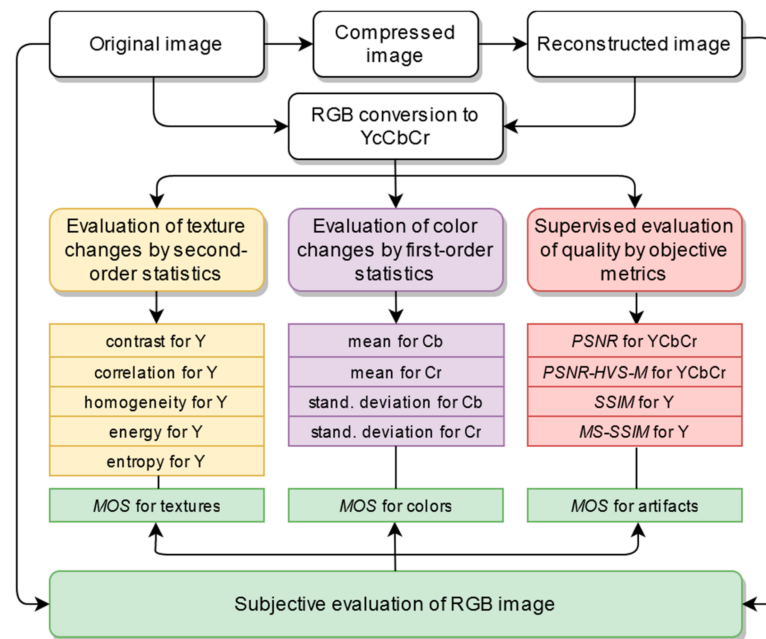 Original image
Compressed
image
Reconstructed image
RGB conversion to
YcCbCr
Evaluation of texture
changes by second-
order statistics
Evaluation of color
changes by first-order
statistics
Supervised evaluation
of quality by objective
metrics
contrast for Y
correlation for Y
homogeneity for Y
energy for Y
entropy for Y
mean for Cb
mean for Cr
stand. deviation for Cb
stand. deviation for Cr
PSNR for YCbCr
PSNR-HVS-M for YCbCr
SSIM for Y
MS-SSIM for Y
MOS for textures
MOS for colors
MOS for artifacts
Subjective evaluation of RGB image